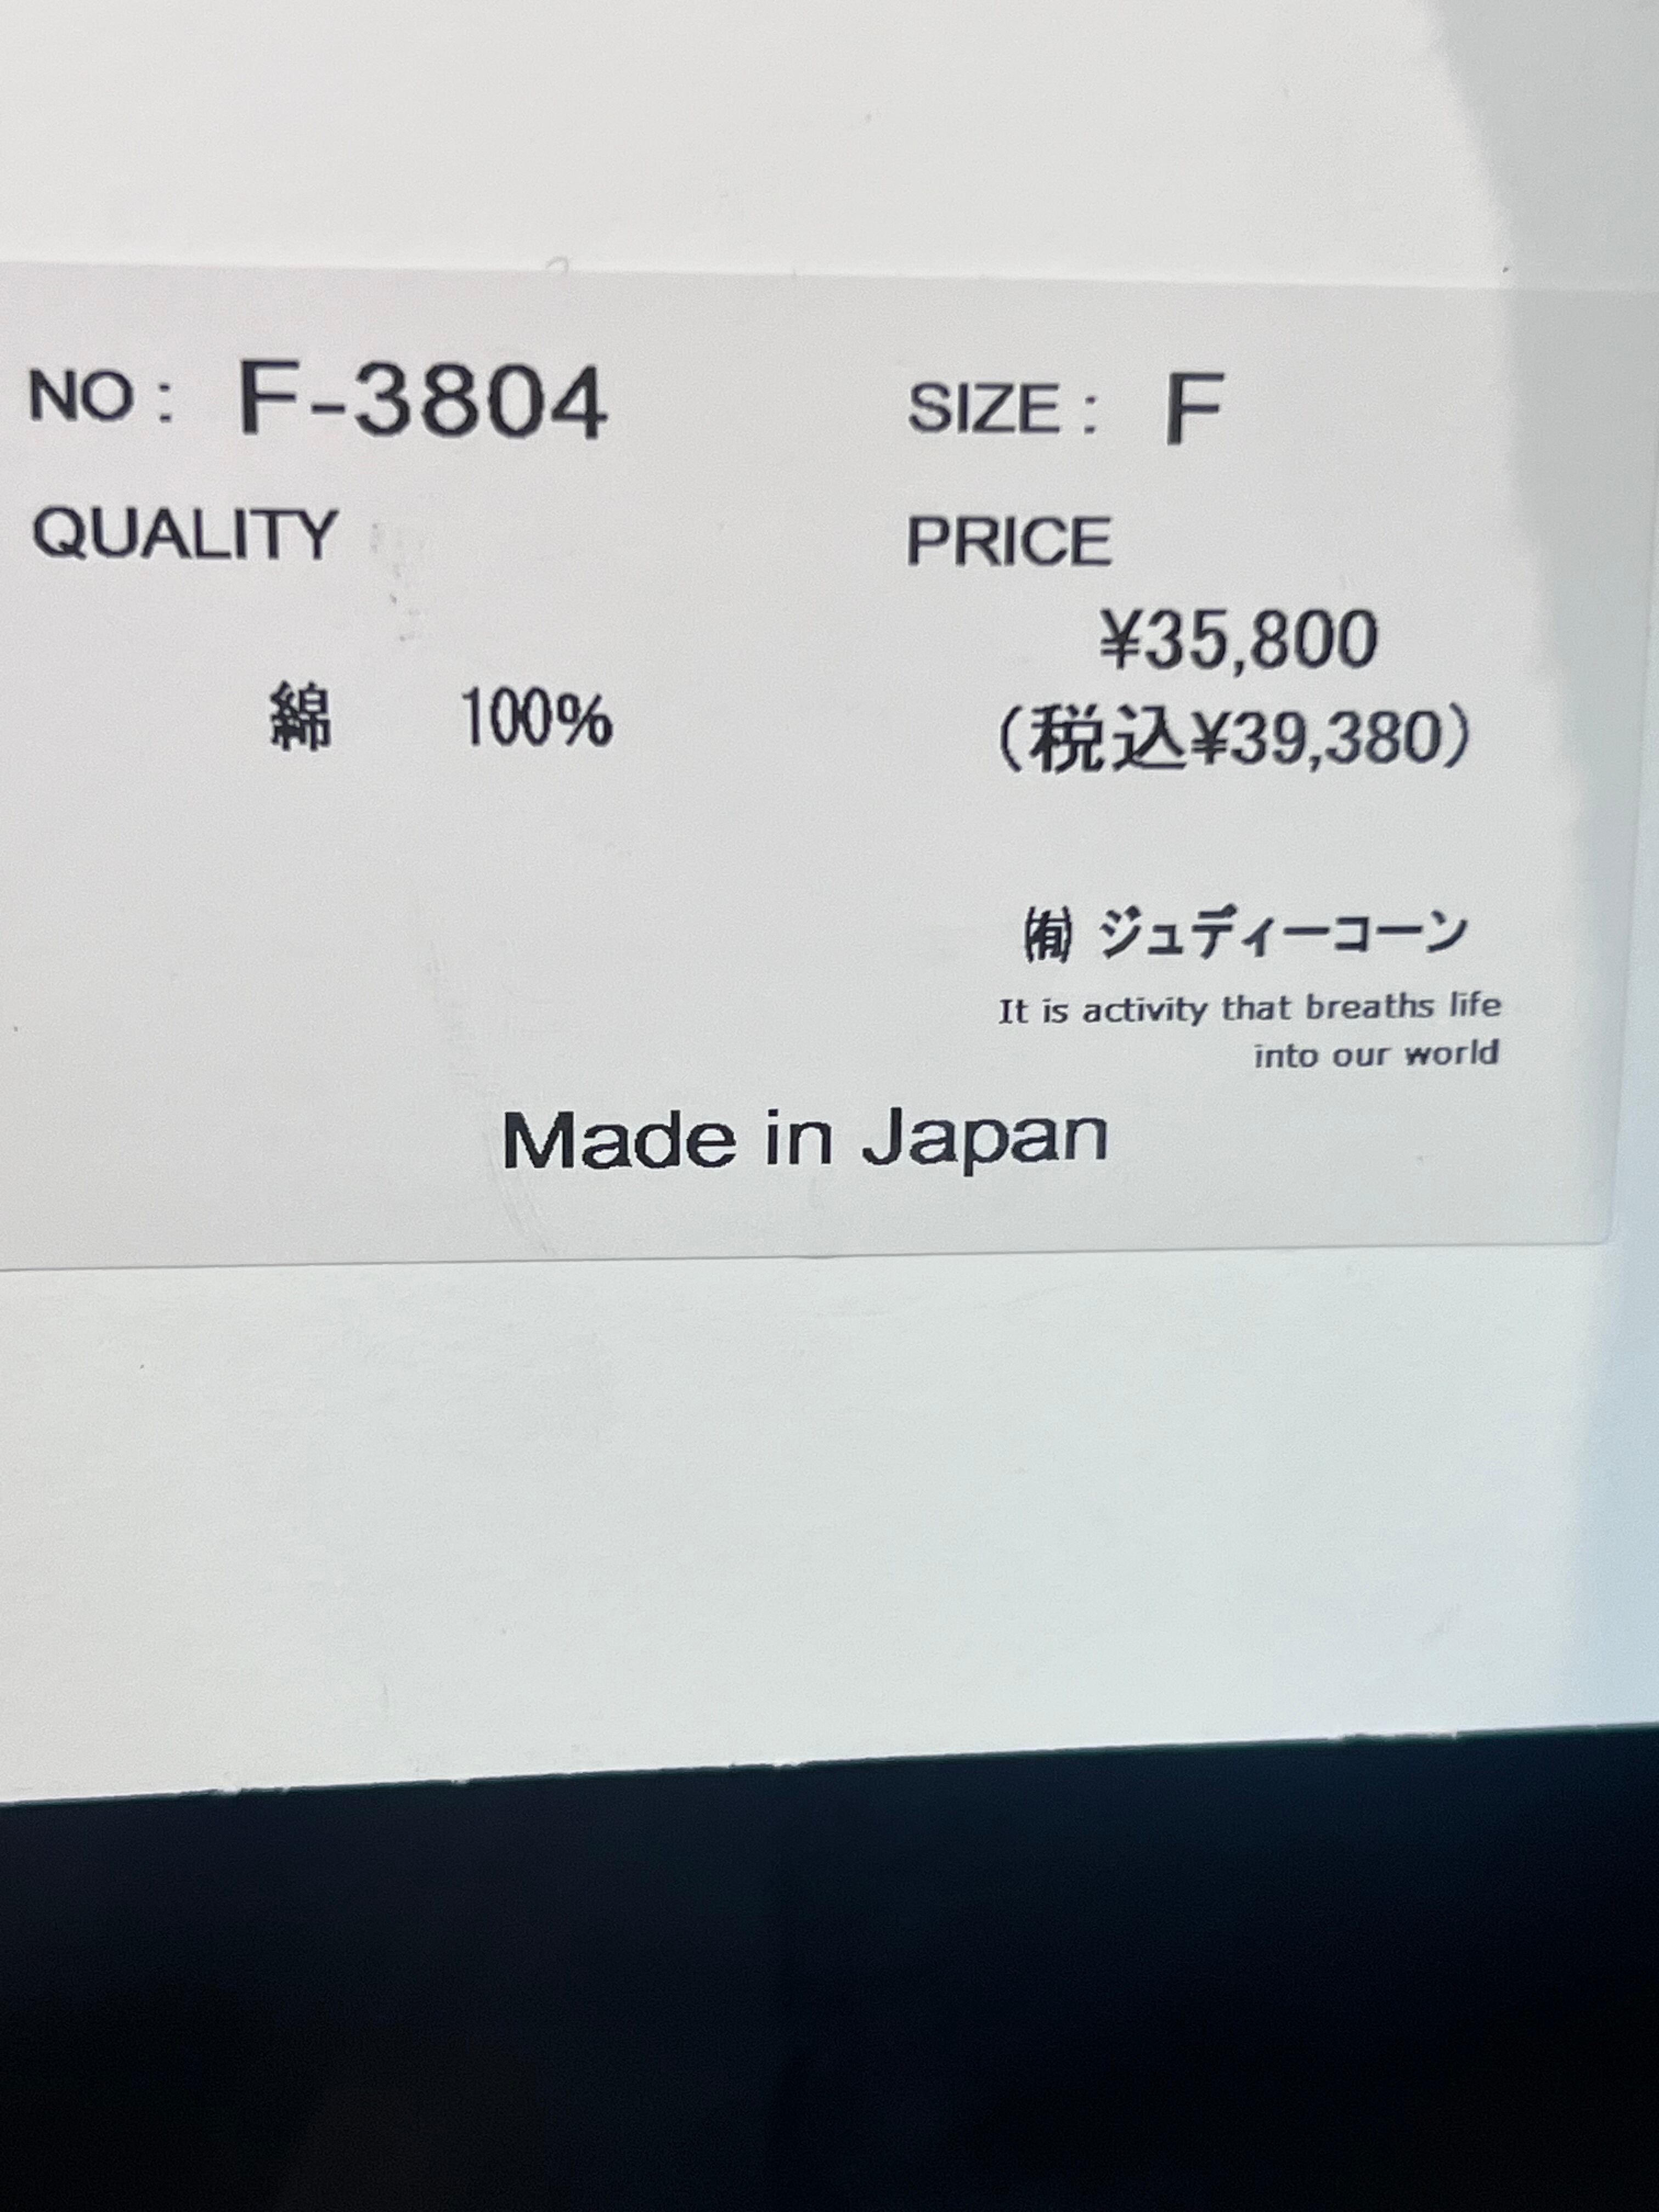 NO : F-3804
SIZE : F
QUALITY
綿 100%
PRICE
¥35,800
(税込¥39,380)
㈲ ジュディーコーン
It is activity that breaths life
into our world
Made in Japan